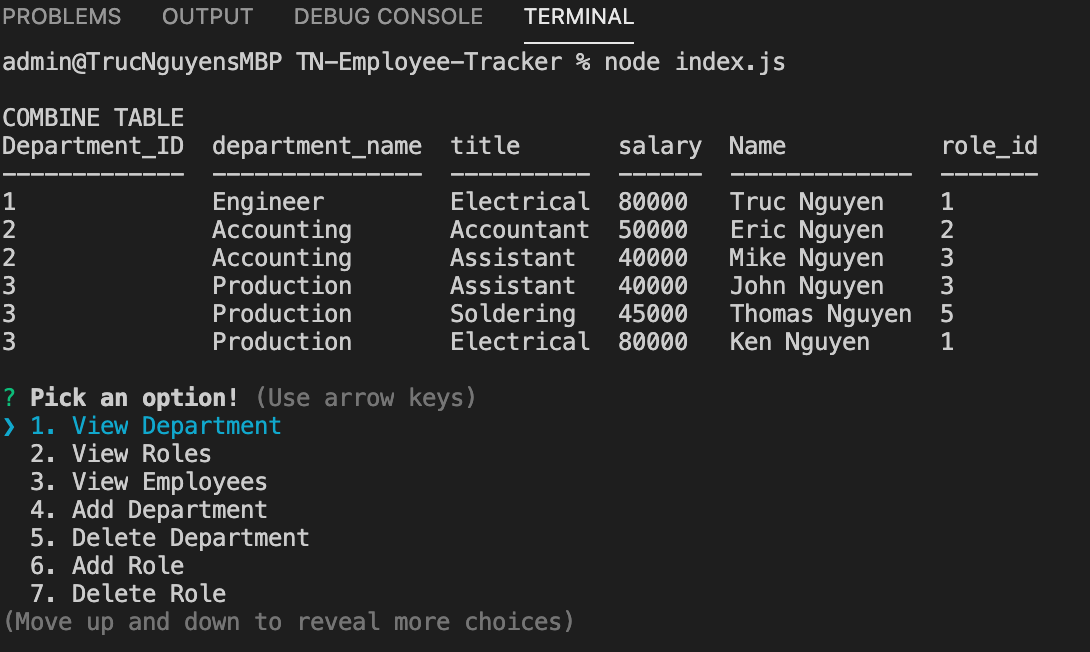 PROBLEMS OUTPUT DEBUG CONSOLE TERMINAL
admin@TrucNguyensMBP TN-Employee-Tracker % node index.js
COMBINE TABLE
Department_ID  department_name  title       salary  Name           role_id
-------------  ---------------  ----------  ------  -------------  -------
1              Engineer         Electrical  80000   Truc Nguyen    1
2              Accounting       Accountant  50000   Eric Nguyen    2
2              Accounting       Assistant   40000   Mike Nguyen    3
3              Production       Assistant   40000   John Nguyen    3
3              Production       Soldering   45000   Thomas Nguyen  5
3              Production       Electrical  80000   Ken Nguyen     1
? Pick an option! (Use arrow keys)
❯ 1. View Department
  2. View Roles
  3. View Employees
  4. Add Department
  5. Delete Department
  6. Add Role
  7. Delete Role
(Move up and down to reveal more choices)